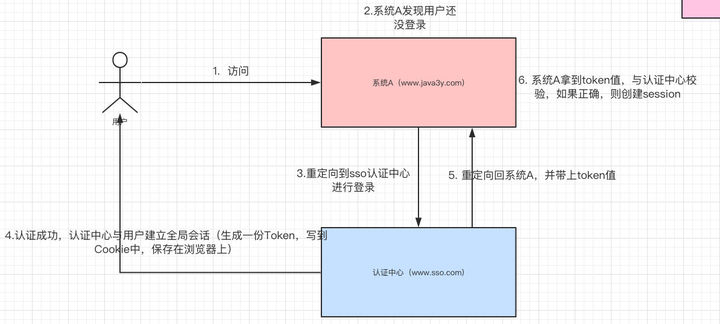 2.系统A发现用户还
没登录
1. 访问
系统A（www.java3y.com）
6. 系统A拿到token值，与认证中心校
验，如果正确，则创建session
用户
3.重定向到sso认证中心
进行登录
5. 重定向回系统A，并带上token值
4.认证成功，认证中心与用户建立全局会话（生成一份Token，写到
Cookie中，保存在浏览器上）
认证中心（www.sso.com）